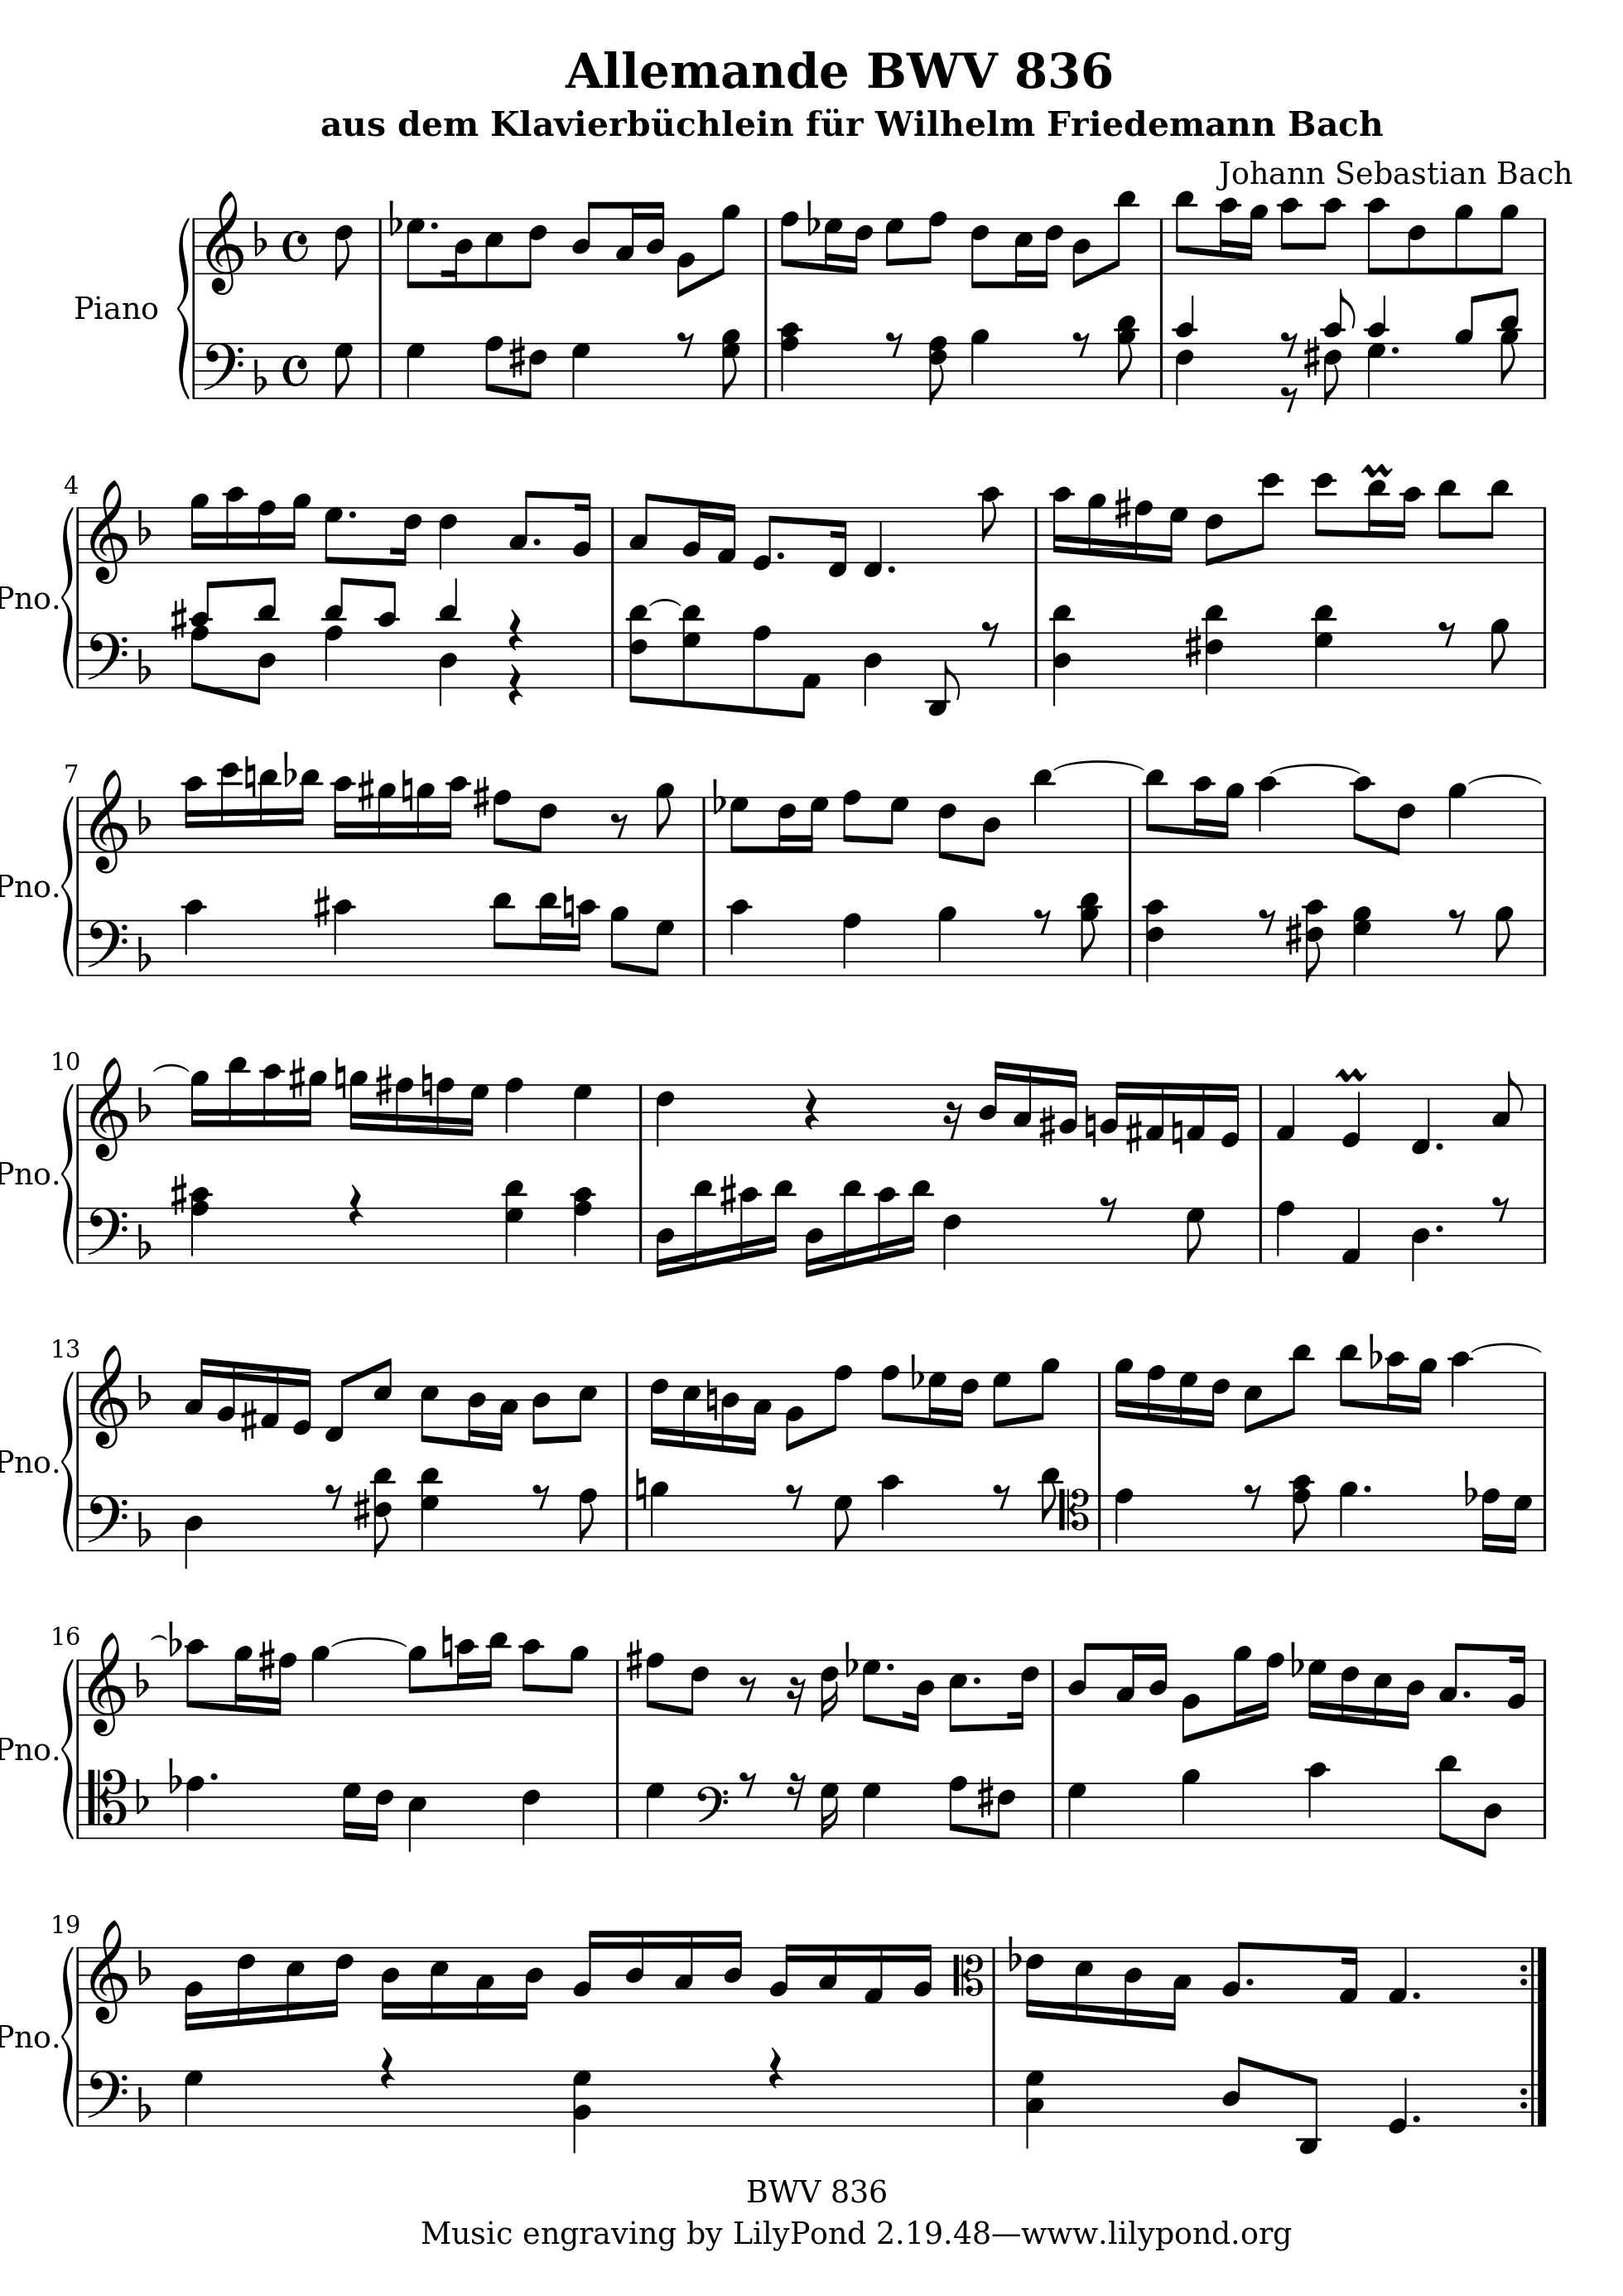 Allemande BWV 836
aus dem Klavierbüchlein für Wilhelm Friedemann Bach
Johann Sebastian Bach
Piano
4
Pno.
7
Pno.
10
Pno.
13
Pno.
16
Pno.
19
Pno.
BWV 836
Music engraving by LilyPond 2.19.48—www.lilypond.org